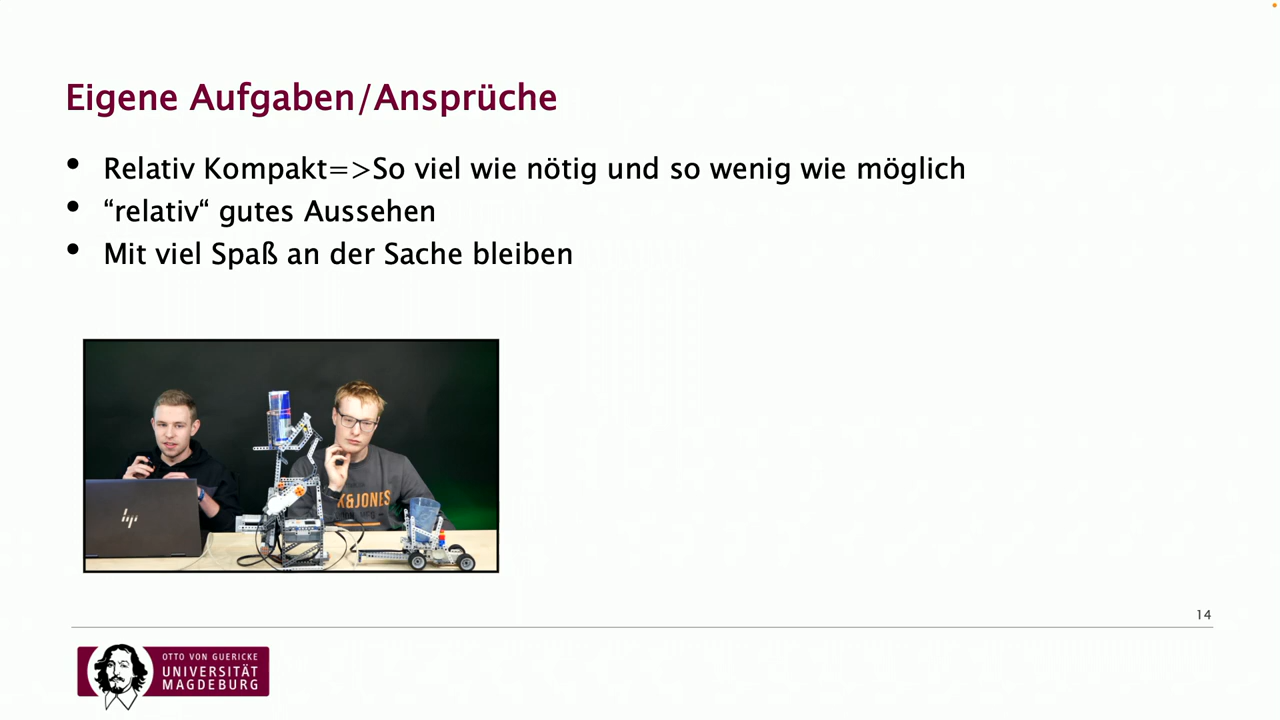 Eigene Aufgaben/Ansprüche
• Relativ Kompakt=>So viel wie nötig und so wenig wie möglich
• “relativ“ gutes Aussehen
• Mit viel Spaß an der Sache bleiben
hp
K&JONES
14
OTTO VON GUERICKE
UNIVERSITÄT
MAGDEBURG